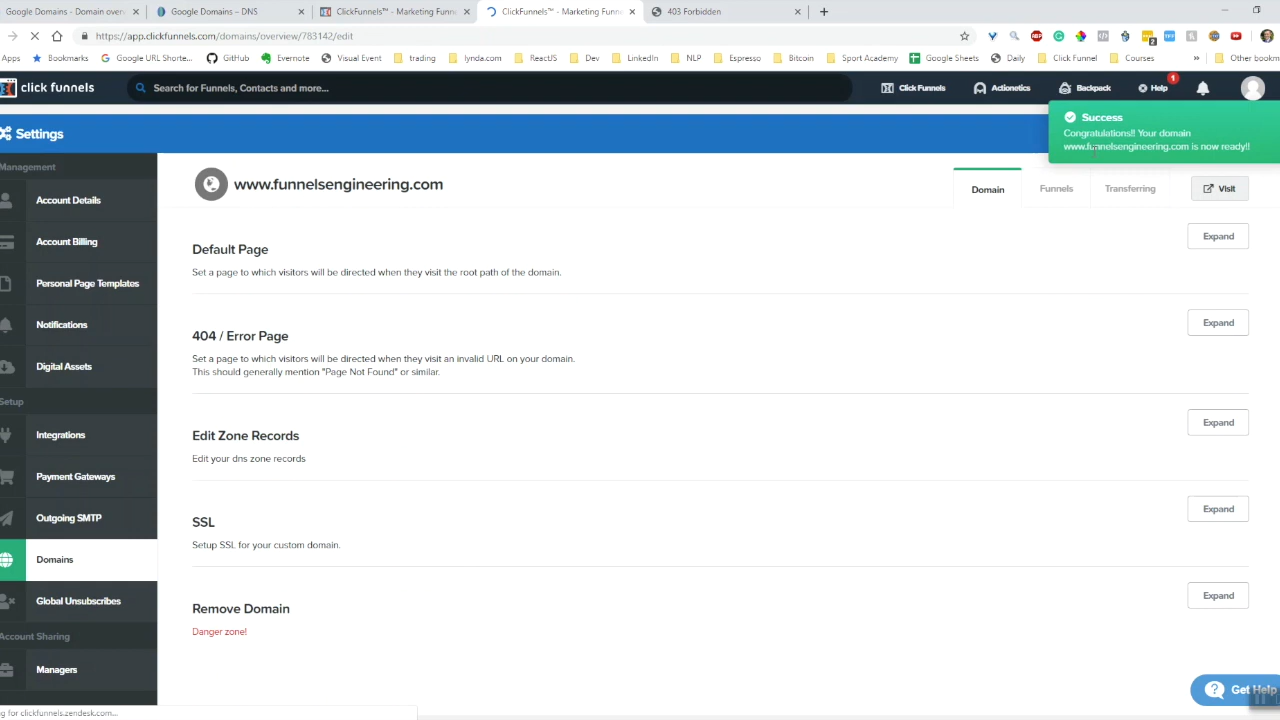 Google Domains - Domain overv
Google Domains – DNS
ClickFunnels™ - Marketing Funn
ClickFunnels™ - Marketing Funn
403 Forbidden
https://app.clickfunnels.com/domains/overview/783142/edit
Apps
Bookmarks
Google URL Shorte...
GitHub
Evernote
Visual Event
trading
lynda.com
ReactJS
Dev
LinkedIn
NLP
Espresso
Bitcoin
Sport Academy
Google Sheets
Daily
Click Funnel
Courses
»
Other bookm
click funnels
Search for Funnels, Contacts and more...
Click Funnels
Actionetics
Backpack
Help
1
Settings
Success
Congratulations!! Your domain
www.funnelsengineering.com is now ready!!
Management
Account Details
Account Billing
Personal Page Templates
Notifications
Digital Assets
Setup
Integrations
Payment Gateways
Outgoing SMTP
Domains
Global Unsubscribes
Account Sharing
Managers
www.funnelsengineering.com
Domain
Funnels
Transferring
Visit
Default Page
Expand
Set a page to which visitors will be directed when they visit the root path of the domain.
404 / Error Page
Expand
Set a page to which visitors will be directed when they visit an invalid URL on your domain.
This should generally mention "Page Not Found" or similar.
Edit Zone Records
Expand
Edit your dns zone records
SSL
Expand
Setup SSL for your custom domain.
Remove Domain
Expand
Danger zone!
Get Help
ng for clickfunnels.zendesk.com...